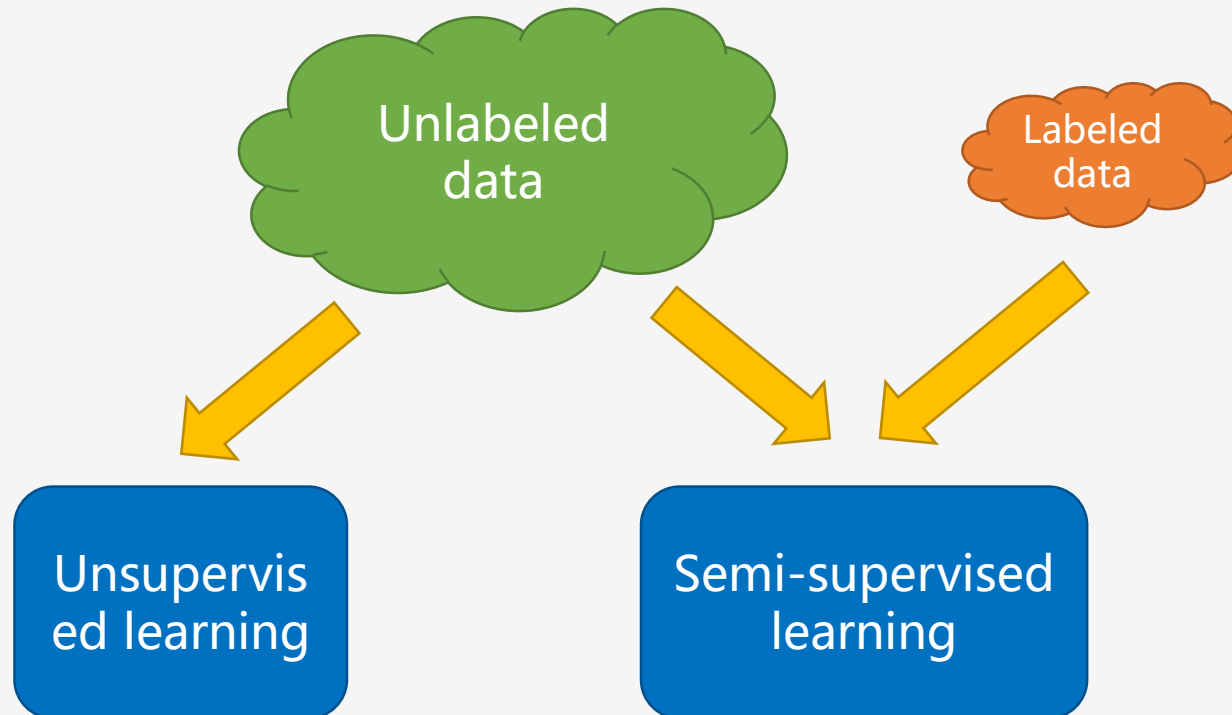 Unlabeled
data
Labeled
data
Unsupervis
ed learning
Semi-supervised
learning